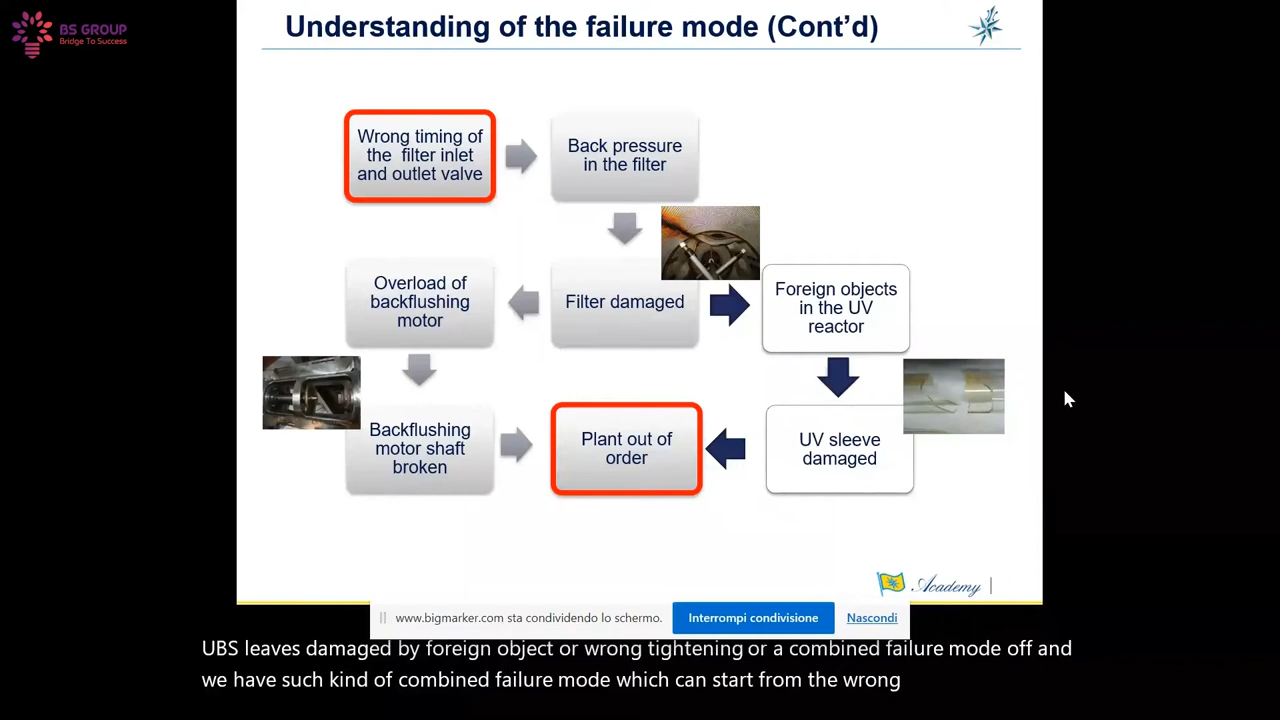 BS GROUP
Bridge To Success
Understanding of the failure mode (Cont'd)
Wrong timing of
the filter inlet
and outlet valve
Back pressure
in the filter
Overload of
backflushing
motor
Filter damaged
Foreign objects
in the UV
reactor
Backflushing
motor shaft
broken
Plant out of
order
UV sleeve
damaged
Academy
www.bigmarker.com sta condividendo lo schermo.
Interrompi condivisione
Nascondi
UBS leaves damaged by foreign object or wrong tightening or a combined failure mode off and
we have such kind of combined failure mode which can start from the wrong